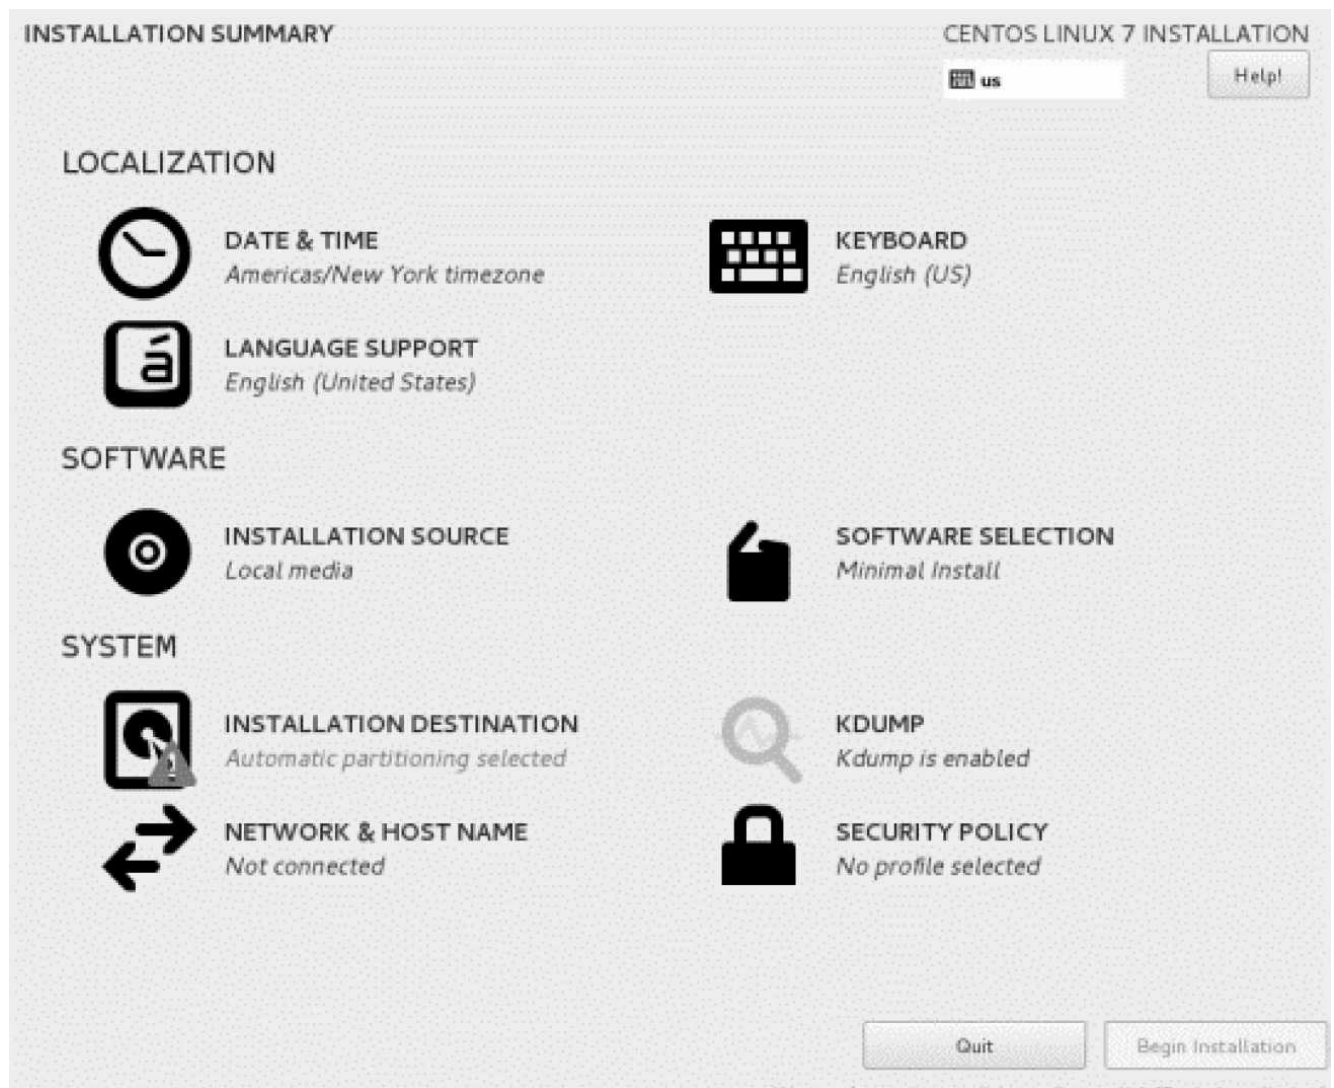 INSTALLATION SUMMARY
CENTOS LINUX 7 INSTALLATION
us
Help!
LOCALIZATION
DATE & TIME
Americas/New York timezone
KEYBOARD
English (US)
LANGUAGE SUPPORT
English (United States)
SOFTWARE
INSTALLATION SOURCE
Local media
SOFTWARE SELECTION
Minimal Install
SYSTEM
INSTALLATION DESTINATION
Automatic partitioning selected
KDUMP
Kdump is enabled
NETWORK & HOST NAME
Not connected
SECURITY POLICY
No profile selected
Quit
Begin Installation